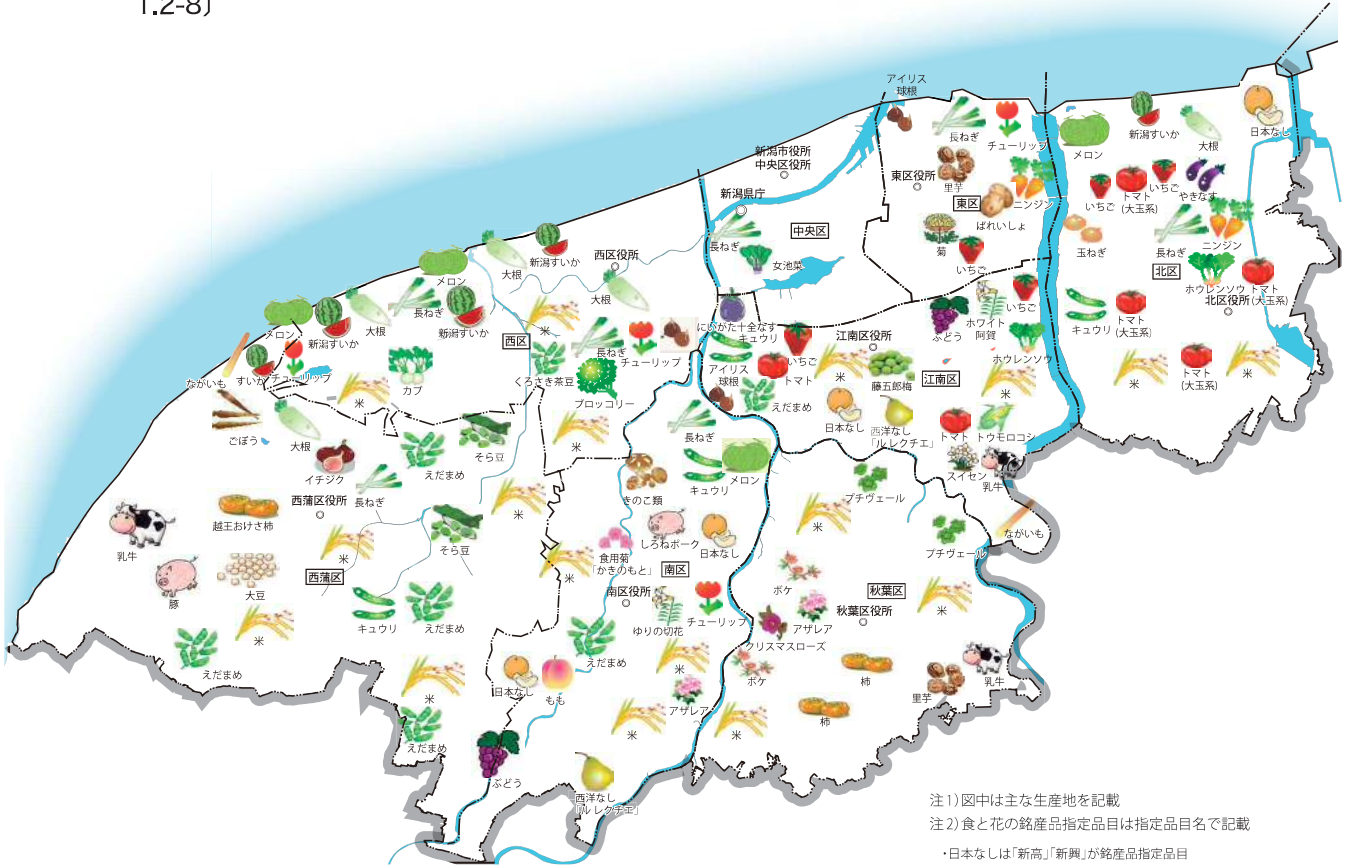 1.2-8）
アイリス
球根
長ねぎ
チューリップ
新潟市役所
中央区役所
東区役所
里芋
新潟県庁
東区
ニンジン
ばれいしょ
中央区
長ねぎ
女池菜
菊
いちご
メロン
新潟すいか
大根
日本なし
いちご
トマト
(大玉系)
いちご
やきなす
玉ねぎ
長ねぎ
ニンジン
北区
ホウレンソウ
トマト
(大玉系)
北区役所
キュウリ
トマト
(大玉系)
米
トマト
(大玉系)
米
メロン
大根
新潟すいか
西区役所
大根
メロン
新潟すいか
大根
長ねぎ
新潟すいか
米
西区
長ねぎ
チューリップ
くろさき茶豆
ブロッコリー
ながいも
すいか
チューリップ
米
カブ
米
にいがた十全なす
キュウリ
いちご
トマト
アイリス
球根
えだまめ
江南区役所
米
藤五郎梅
江南区
ぶどう
ホワイト
阿賀
いちご
ホウレンソウ
米
日本なし
西洋なし
「ル レクチエ」
トマト
トウモロコシ
スイセン
乳牛
ながいも
ごぼう
大根
イチジク
長ねぎ
えだまめ
そら豆
西蒲区役所
越王おけさ柿
乳牛
豚
大豆
米
西蒲区
そら豆
米
キュウリ
えだまめ
米
えだまめ
米
えだまめ
ぶどう
長ねぎ
キュウリ
メロン
きのこ類
しろねポーク
日本なし
食用菊
「かきのもと」
米
南区
南区役所
ゆりの切花
チューリップ
えだまめ
米
日本なし
もも
アザレア
米
西洋なし
「ル レクチエ」
プチヴェール
米
プチヴェール
ボケ
アザレア
秋葉区
秋葉区役所
米
クリスマスローズ
ボケ
柿
柿
里芋
乳牛
米
注1）図中は主な生産地を記載
注2）食と花の銘産品指定品目は指定品目名で記載
・日本なしは「新高」「新興」が銘産品指定品目